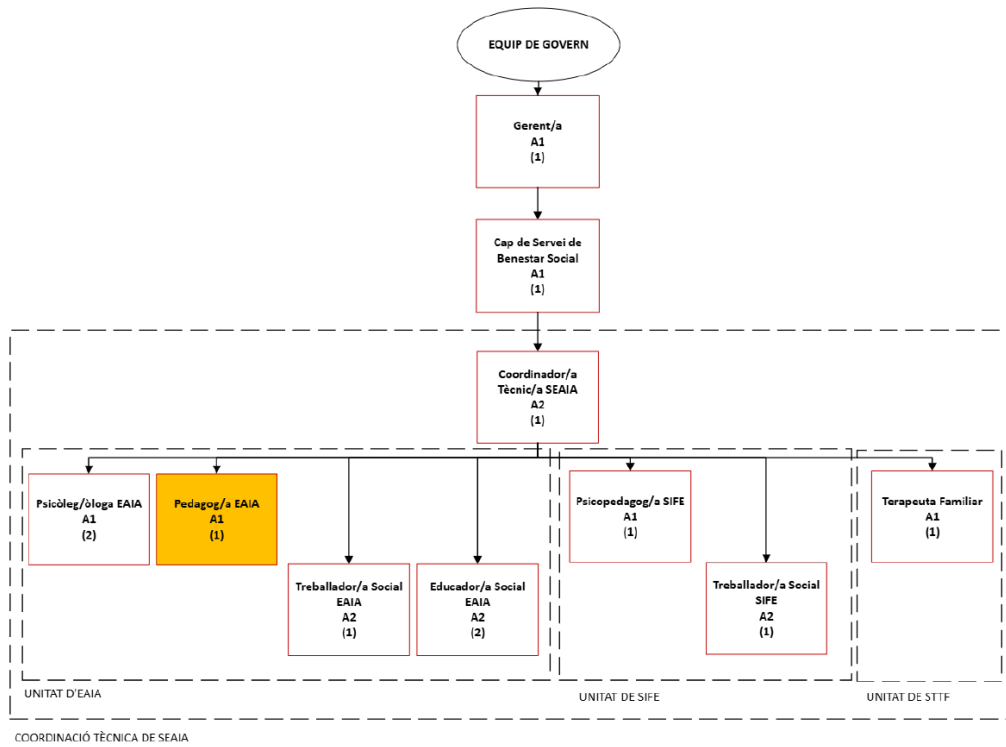 EQUIP DE GOVERN
Gerent/a
A1
(1)
Cap de Servei de
Benestar Social
A1
(1)
Coordinador/a
Tècnic/a SEAIA
A2
(1)
Psicòleg/òloga EAIA
A1
(2)
Pedagog/a EAIA
A1
(1)
Treballador/a Social
EAIA
A2
(1)
Educador/a Social
EAIA
A2
(2)
Psicopedagog/a SIFE
A1
(1)
Treballador/a Social
SIFE
A2
(1)
Terapeuta Familiar
A1
(1)
UNITAT D'EAIA
UNITAT DE SIFE
UNITAT DE STTF
COORDINACIÓ TÈCNICA DE SEAIA